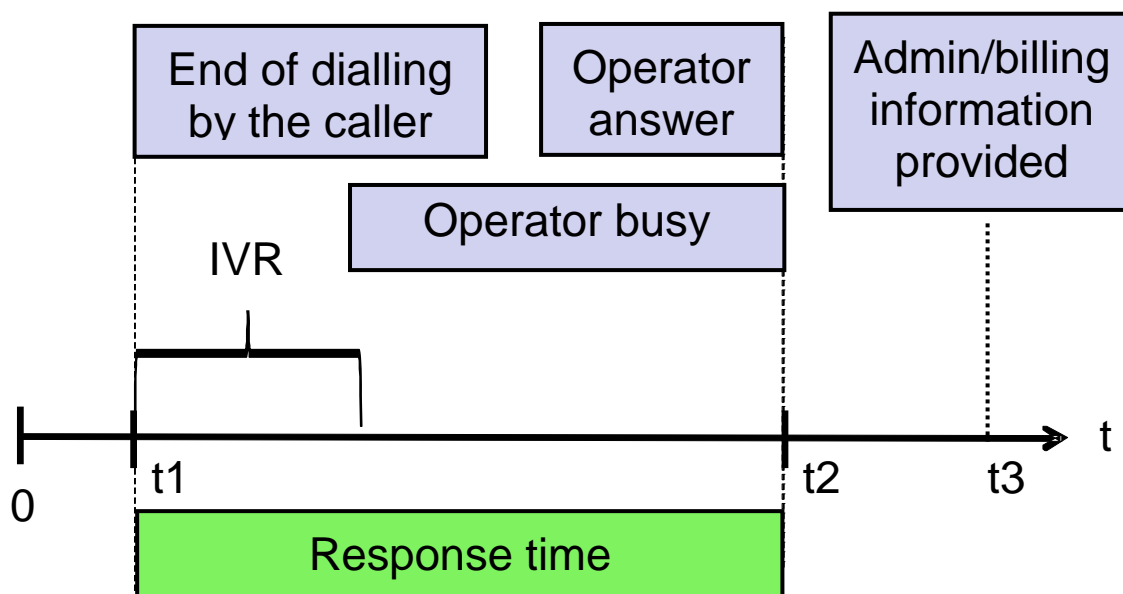 End of dialling
by the caller
Operator
answer
Admin/billing
information
provided
Operator busy
IVR
t
t1
t2
t3
0
Response time